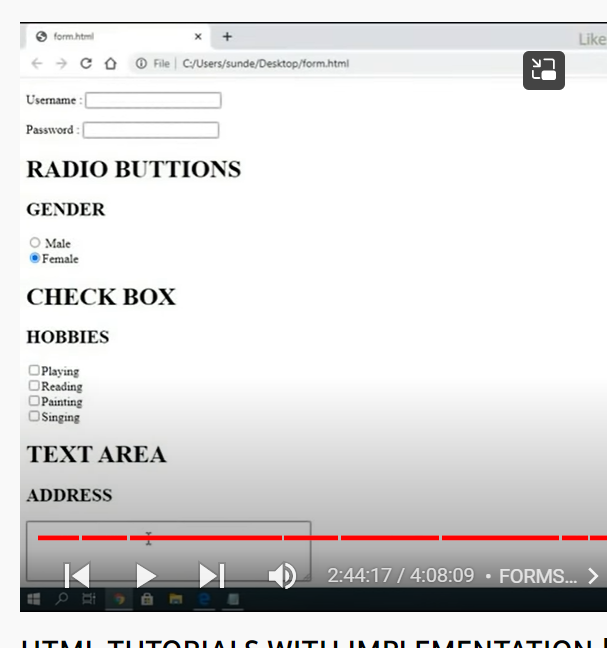 form.html
Like
File | C:/Users/sunde/Desktop/form.html
Username :
Password :
RADIO BUTTIONS
GENDER
Male
Female
CHECK BOX
HOBBIES
Playing
Reading
Painting
Singing
TEXT AREA
ADDRESS
2:44:17 / 4:08:09 • FORMS...
HTML TUTORIALS WITH IMPLEMENTATION